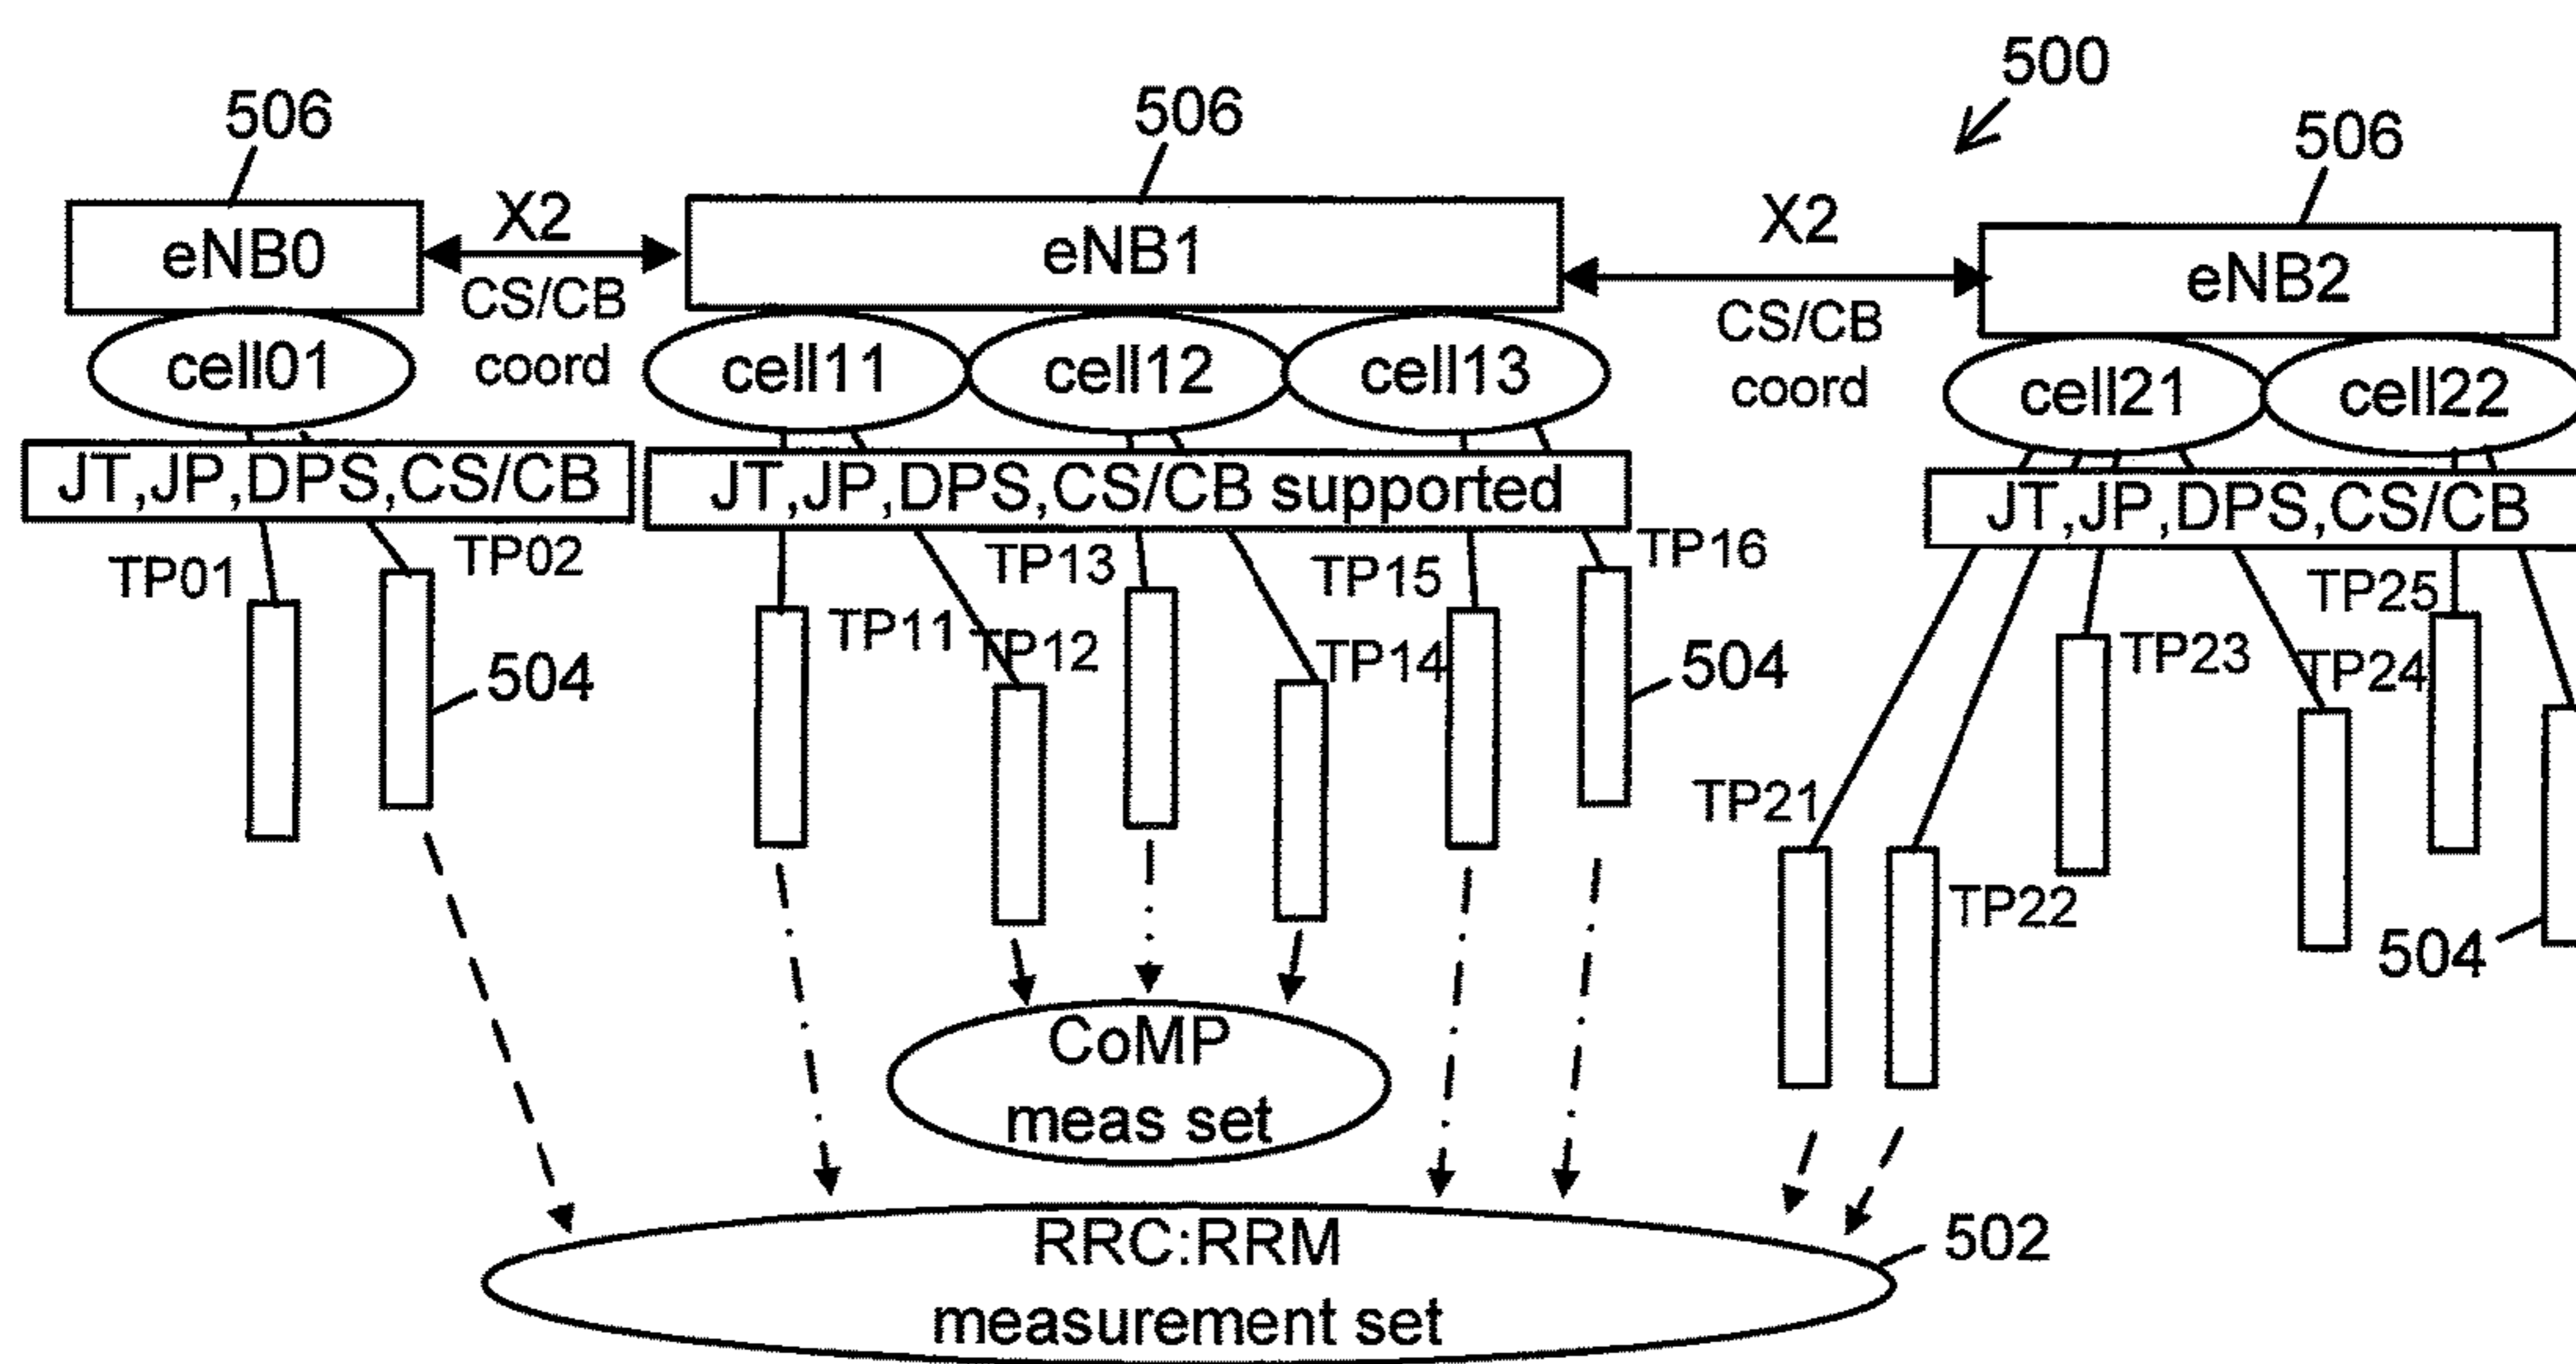 500
506
506
506
eNB0
X2
CS/CB
coord
eNB1
X2
CS/CB
coord
eNB2
cell01
cell11
cell12
cell13
cell21
cell22
JT,JP,DPS,CS/CB
JT,JP,DPS,CS/CB supported
JT,JP,DPS,CS/CB
TP01
TP02
504
TP11
TP12
TP13
TP14
TP15
TP16
504
TP21
TP22
TP23
TP24
TP25
504
CoMP
meas set
RRC:RRM
measurement set
502